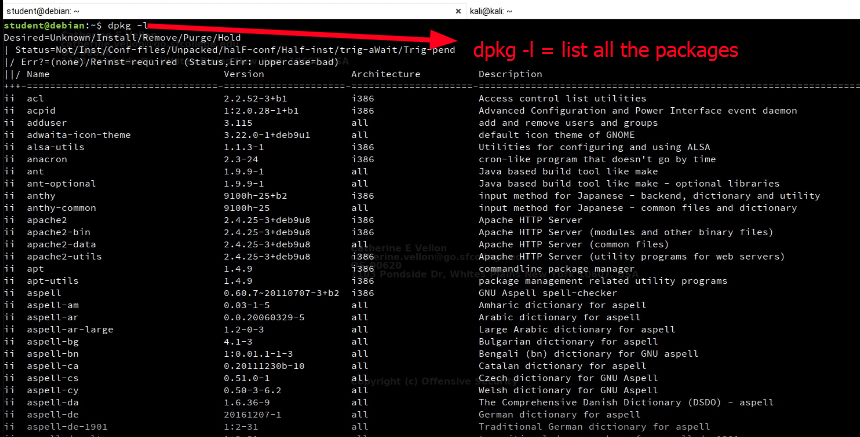 student@debian: ~ × kali@kali: ~
student@debian:~$ dpkg -l
Desired=Unknown/Install/Remove/Purge/Hold
| Status=Not/Inst/Conf-files/Unpacked/halF-conf/Half-inst/trig-aWait/Trig-pend
dpkg -l = list all the packages
|/ Err?=(none)/Reinst-required (Status,Err: uppercase=bad)
||/ Name Version Architecture Description
+++-
ii acl 2.2.52-3+b1 i386 Access control list utilities
ii acpid 1:2.0.28-1+b1 i386 Advanced Configuration and Power Interface event daemon
ii adduser 3.115 all add and remove users and groups
ii adwaita-icon-theme 3.22.0-1+deb9u1 all default icon theme of GNOME
ii alsa-utils 1.1.3-1 i386 Utilities for configuring and using ALSA
ii anacron 2.3-24 i386 cron-like program that doesn't go by time
ii ant 1.9.9-1 all Java based build tool like make
ii ant-optional 1.9.9-1 all Java based build tool like make - optional libraries
ii anthy 9100h-25+b2 i386 input method for Japanese - backend, dictionary and utility
ii anthy-common 9100h-25 all input method for Japanese - common files and dictionary
ii apache2 2.4.25-3+deb9u8 i386 Apache HTTP Server
ii apache2-bin 2.4.25-3+deb9u8 i386 Apache HTTP Server (modules and other binary files)
ii apache2-data 2.4.25-3+deb9u8 all Apache HTTP Server (common files)
ii apache2-utils 2.4.25-3+deb9u8 i386 Apache HTTP Server (utility programs for web servers)
ii apt 1.4.9 i386 commandline package manager
ii apt-utils 1.4.9 i386 package management related utility programs
ii aspell 0.60.7~20110707-3+b2 i386 GNU Aspell spell-checker
ii aspell-am 0.03-1-5 all Amharic dictionary for aspell
ii aspell-ar 0.0.20060329-5 all Arabic dictionary for aspell
ii aspell-ar-large 1.2-0-3 all Large Arabic dictionary for aspell
ii aspell-bg 4.1-3 all Bulgarian dictionary for aspell
ii aspell-bn 1:0.01.1-1-3 all Bengali (bn) dictionary for GNU aspell
ii aspell-ca 0.20111230b-10 all Catalan dictionary for aspell
ii aspell-cs 0.51.0-1 all Czech dictionary for GNU Aspell
ii aspell-cy 0.50-3-6.2 all Welsh dictionary for GNU Aspell
ii aspell-da 1.6.36-9 all The Comprehensive Danish Dictionary (DSDO) - aspell
ii aspell-de 20161207-1 all German dictionary for aspell
ii aspell-de-1901 1:2-31 all Traditional German dictionary for aspell